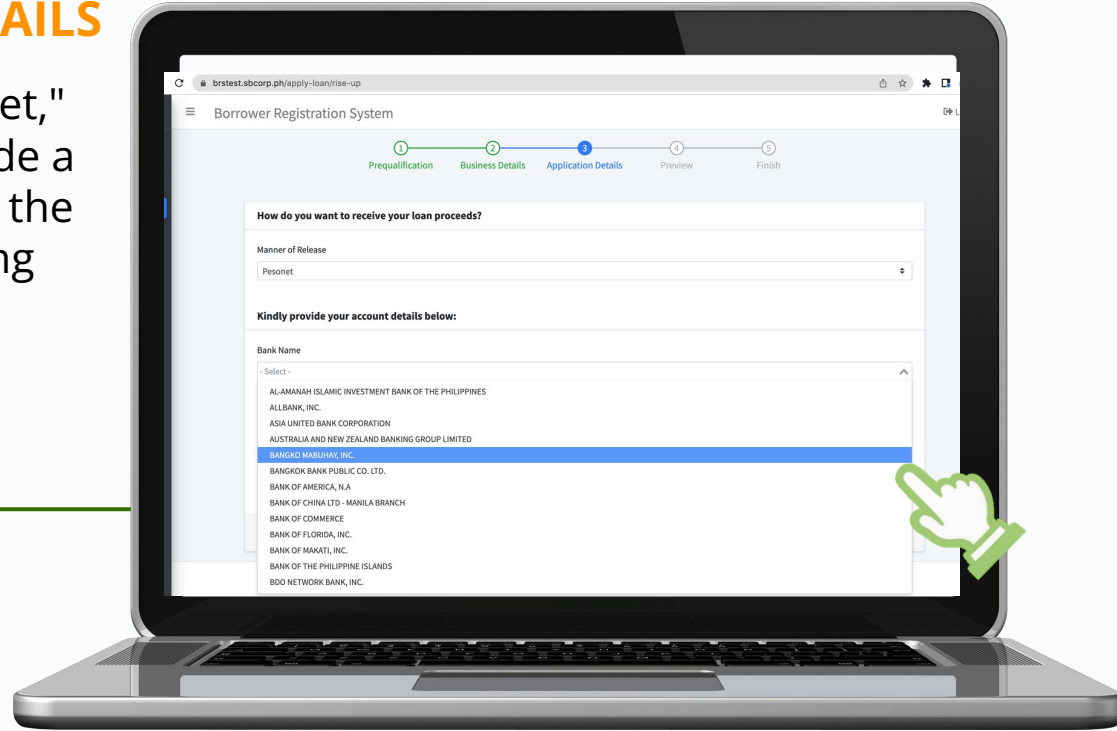 AILS
et,"
de a
the
ng
brstest.sbcorp.ph/apply-loan/rise-up
Borrower Registration System
L
1 2 3 4 5
Prequalification Business Details Application Details Preview Finish
How do you want to receive your loan proceeds?
Manner of Release
Pesonet
Kindly provide your account details below:
Bank Name
- Select -
AL-AMANAH ISLAMIC INVESTMENT BANK OF THE PHILIPPINES
ALLBANK, INC.
ASIA UNITED BANK CORPORATION
AUSTRALIA AND NEW ZEALAND BANKING GROUP LIMITED
BANGKO MABUHAY, INC.
BANGKOK BANK PUBLIC CO. LTD.
BANK OF AMERICA, N.A
BANK OF CHINA LTD - MANILA BRANCH
BANK OF COMMERCE
BANK OF FLORIDA, INC.
BANK OF MAKATI, INC.
BANK OF THE PHILIPPINE ISLANDS
BDO NETWORK BANK, INC.